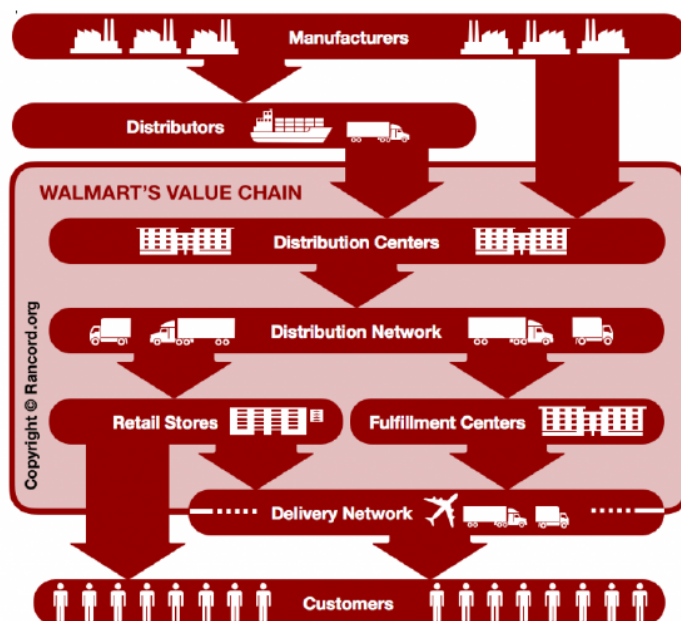 Manufacturers
Distributors
WALMART'S VALUE CHAIN
Distribution Centers
Distribution Network
Retail Stores
Fulfillment Centers
Delivery Network
Customers
Copyright © Rancord.org